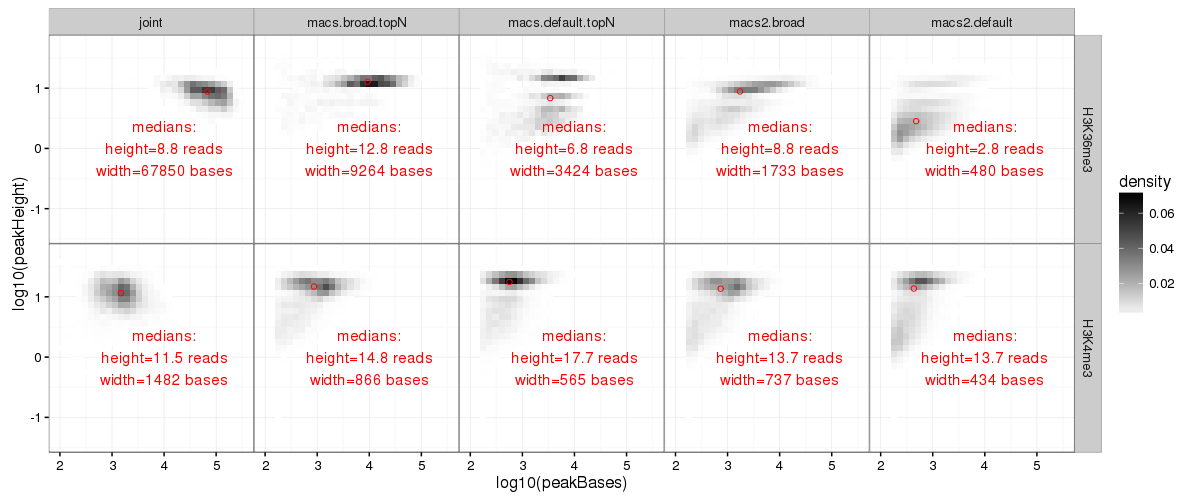 joint macs.broad.topN macs.default.topN macs2.broad macs2.default
log10(peakHeight)
1
0
-1
medians:
height=8.8 reads
width=67850 bases
medians:
height=12.8 reads
width=9264 bases
medians:
height=6.8 reads
width=3424 bases
medians:
height=8.8 reads
width=1733 bases
medians:
height=2.8 reads
width=480 bases
H3K36me3
1
0
-1
medians:
height=11.5 reads
width=1482 bases
medians:
height=14.8 reads
width=866 bases
medians:
height=17.7 reads
width=565 bases
medians:
height=13.7 reads
width=737 bases
medians:
height=13.7 reads
width=434 bases
H3K4me3
2 3 4 5 2 3 4 5 2 3 4 5 2 3 4 5 2 3 4 5
log10(peakBases)
density
0.06
0.04
0.02